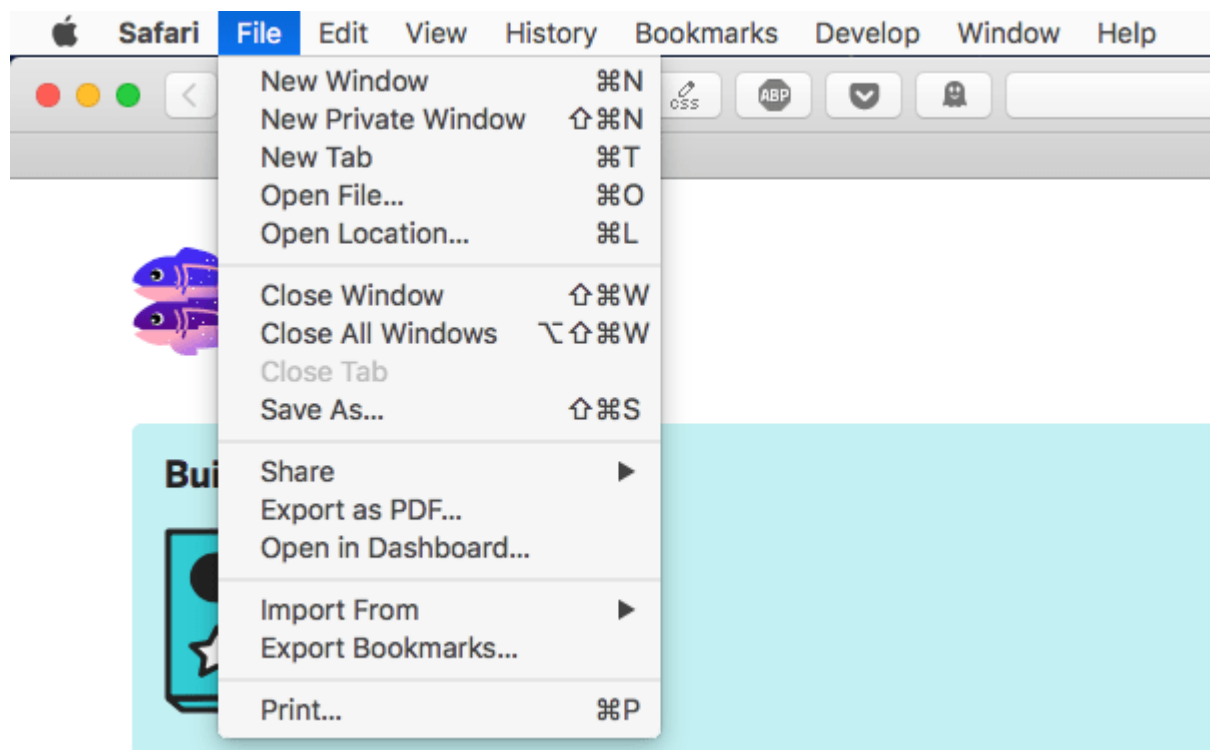 Safari File Edit View History Bookmarks Develop Window Help
css ABP
New Window ⌘N
New Private Window ⇧⌘N
New Tab ⌘T
Open File... ⌘O
Open Location... ⌘L
Close Window ⇧⌘W
Close All Windows ⌥⇧⌘W
Close Tab
Save As... ⇧⌘S
Share ▶
Bui
Export as PDF...
Open in Dashboard...
Import From ▶
Export Bookmarks...
Print... ⌘P